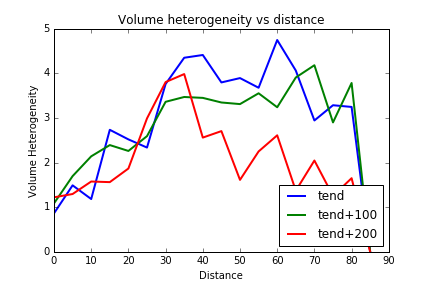 Volume heterogeneity vs distance
5
4
3
2
1
0
Volume Heterogeneity
0 10 20 30 40 50 60 70 80 90
Distance
tend
tend+100
tend+200